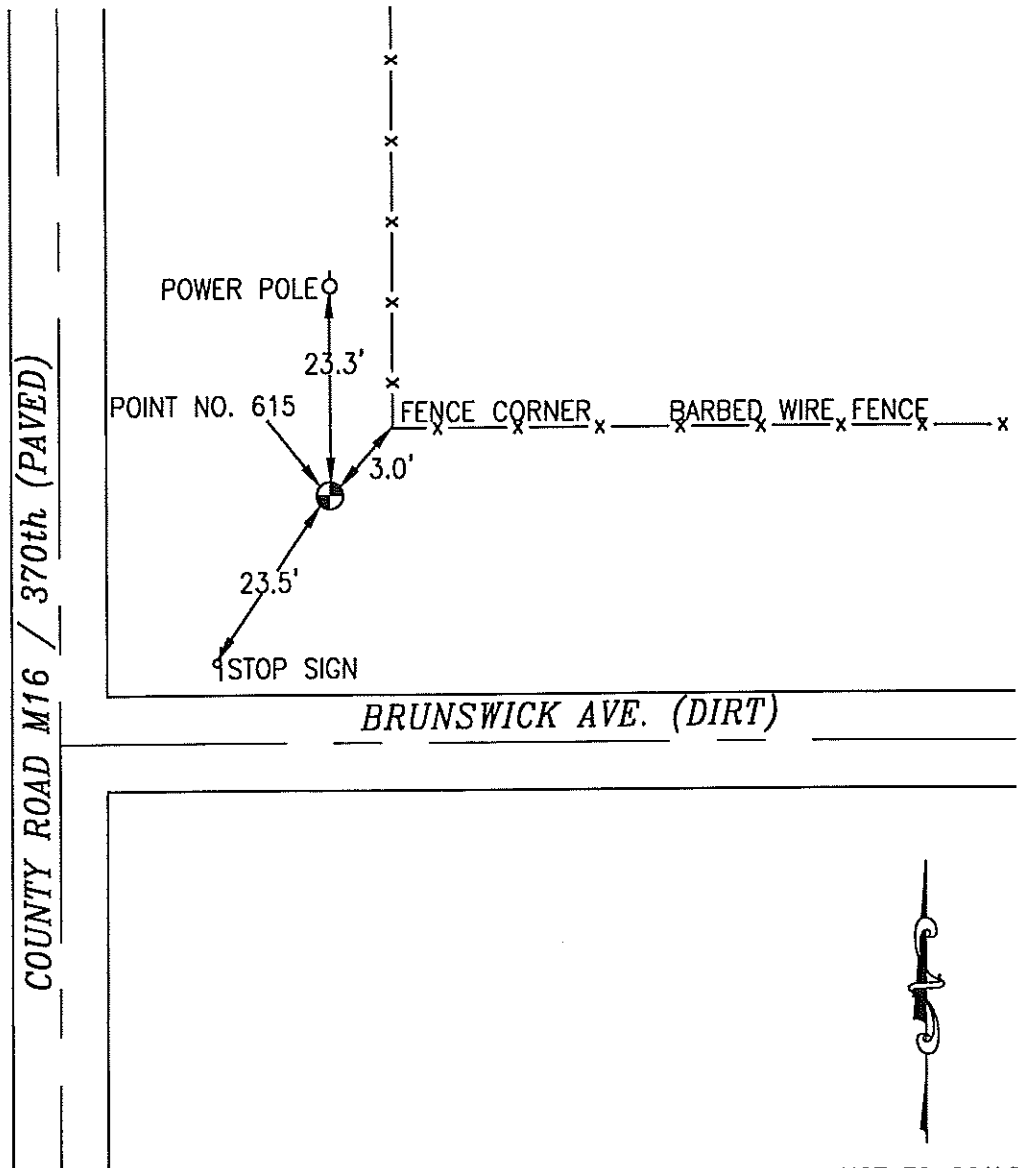 POWER POLE
23.3'
POINT NO. 615
FENCE CORNER
BARBED WIRE FENCE
3.0'
23.5'
STOP SIGN
BRUNSWICK AVE. (DIRT)
COUNTY ROAD M16 / 370th (PAVED)